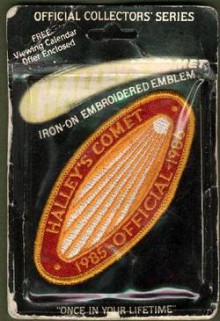 OFFICIAL COLLECTORS' SERIES
FREE
Viewing Calendar
Offer Enclosed
COMET
IRON-ON EMBROIDERED EMBLEM
HALLEY'S COMET
1985-OFFICIAL-1986
"ONCE IN YOUR LIFETIME"